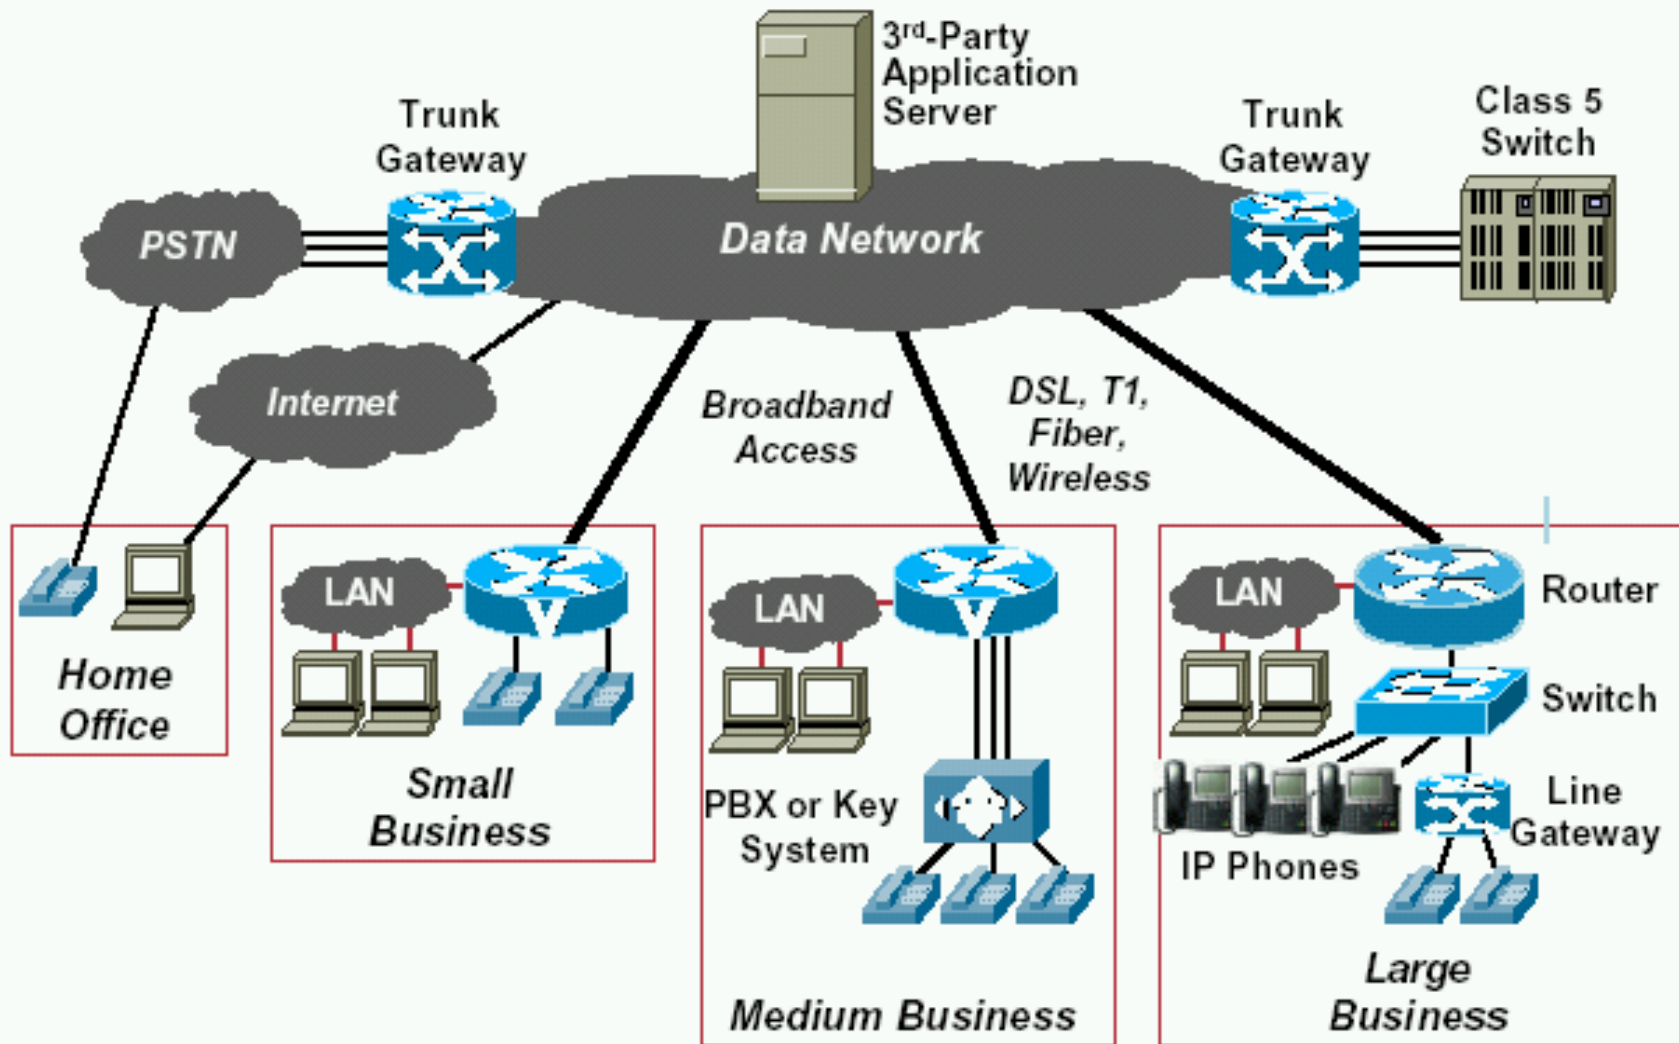 3rd-Party
Application
Server
Trunk
Gateway
Trunk
Gateway
Class 5
Switch
PSTN
Data Network
Internet
Broadband
Access
DSL, T1,
Fiber,
Wireless
Home
Office
LAN
V
Small
Business
LAN
V
PBX or Key
System
Medium Business
LAN
Router
Switch
IP Phones
Line
Gateway
Large
Business